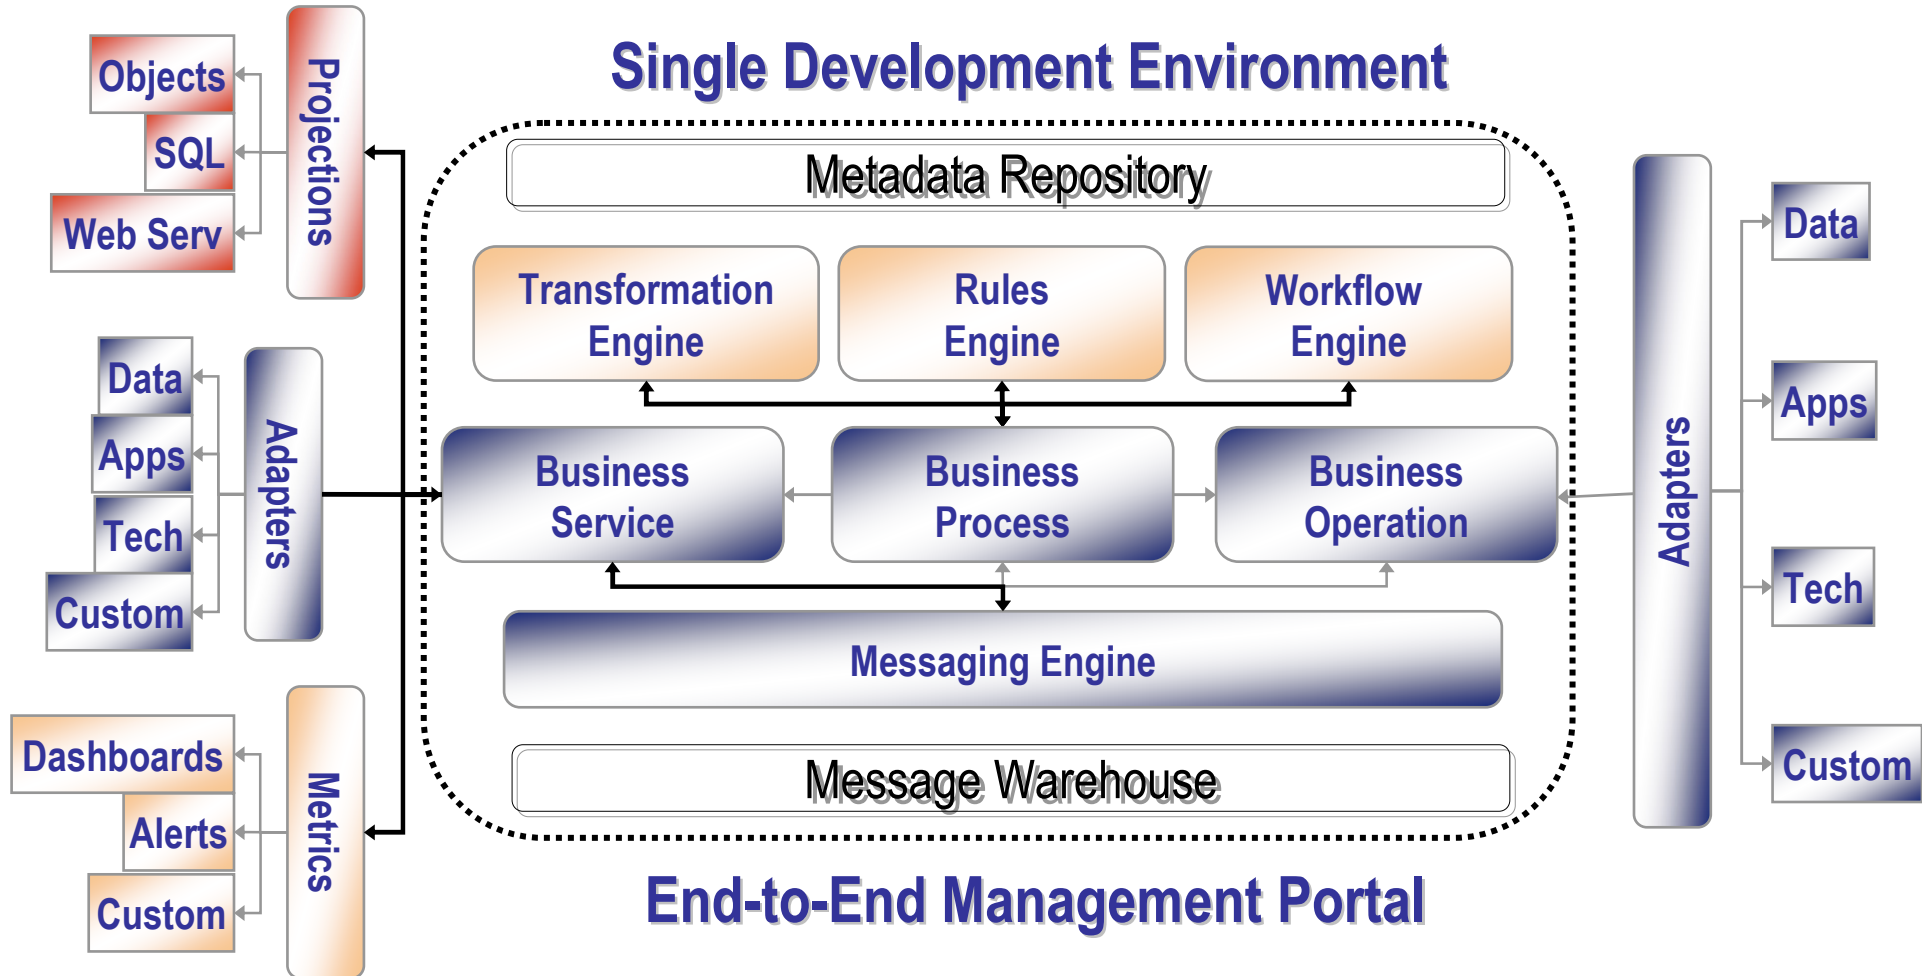 Single Development Environment
Objects
SQL
Web Serv
Projections
Data
Apps
Tech
Custom
Adapters
Dashboards
Alerts
Custom
Metrics
Metadata Repository
Transformation
Engine
Rules
Engine
Workflow
Engine
Business
Service
Business
Process
Business
Operation
Messaging Engine
Message Warehouse
Adapters
Data
Apps
Tech
Custom
End-to-End Management Portal